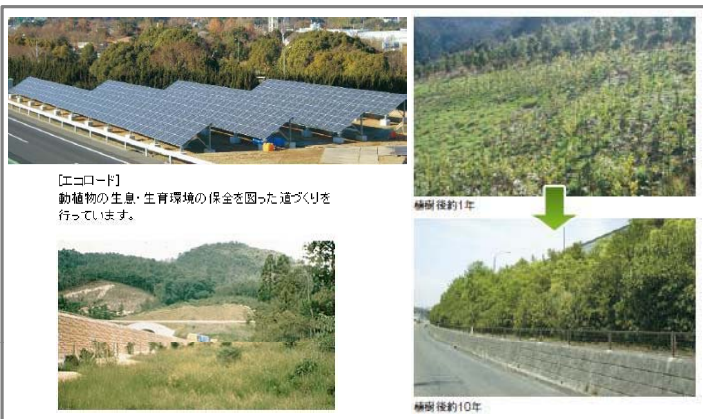 [エコロード]
動植物の生息・生育環境の保全を図った道づくりを
行っています。
植樹後約1年
植樹後約10年